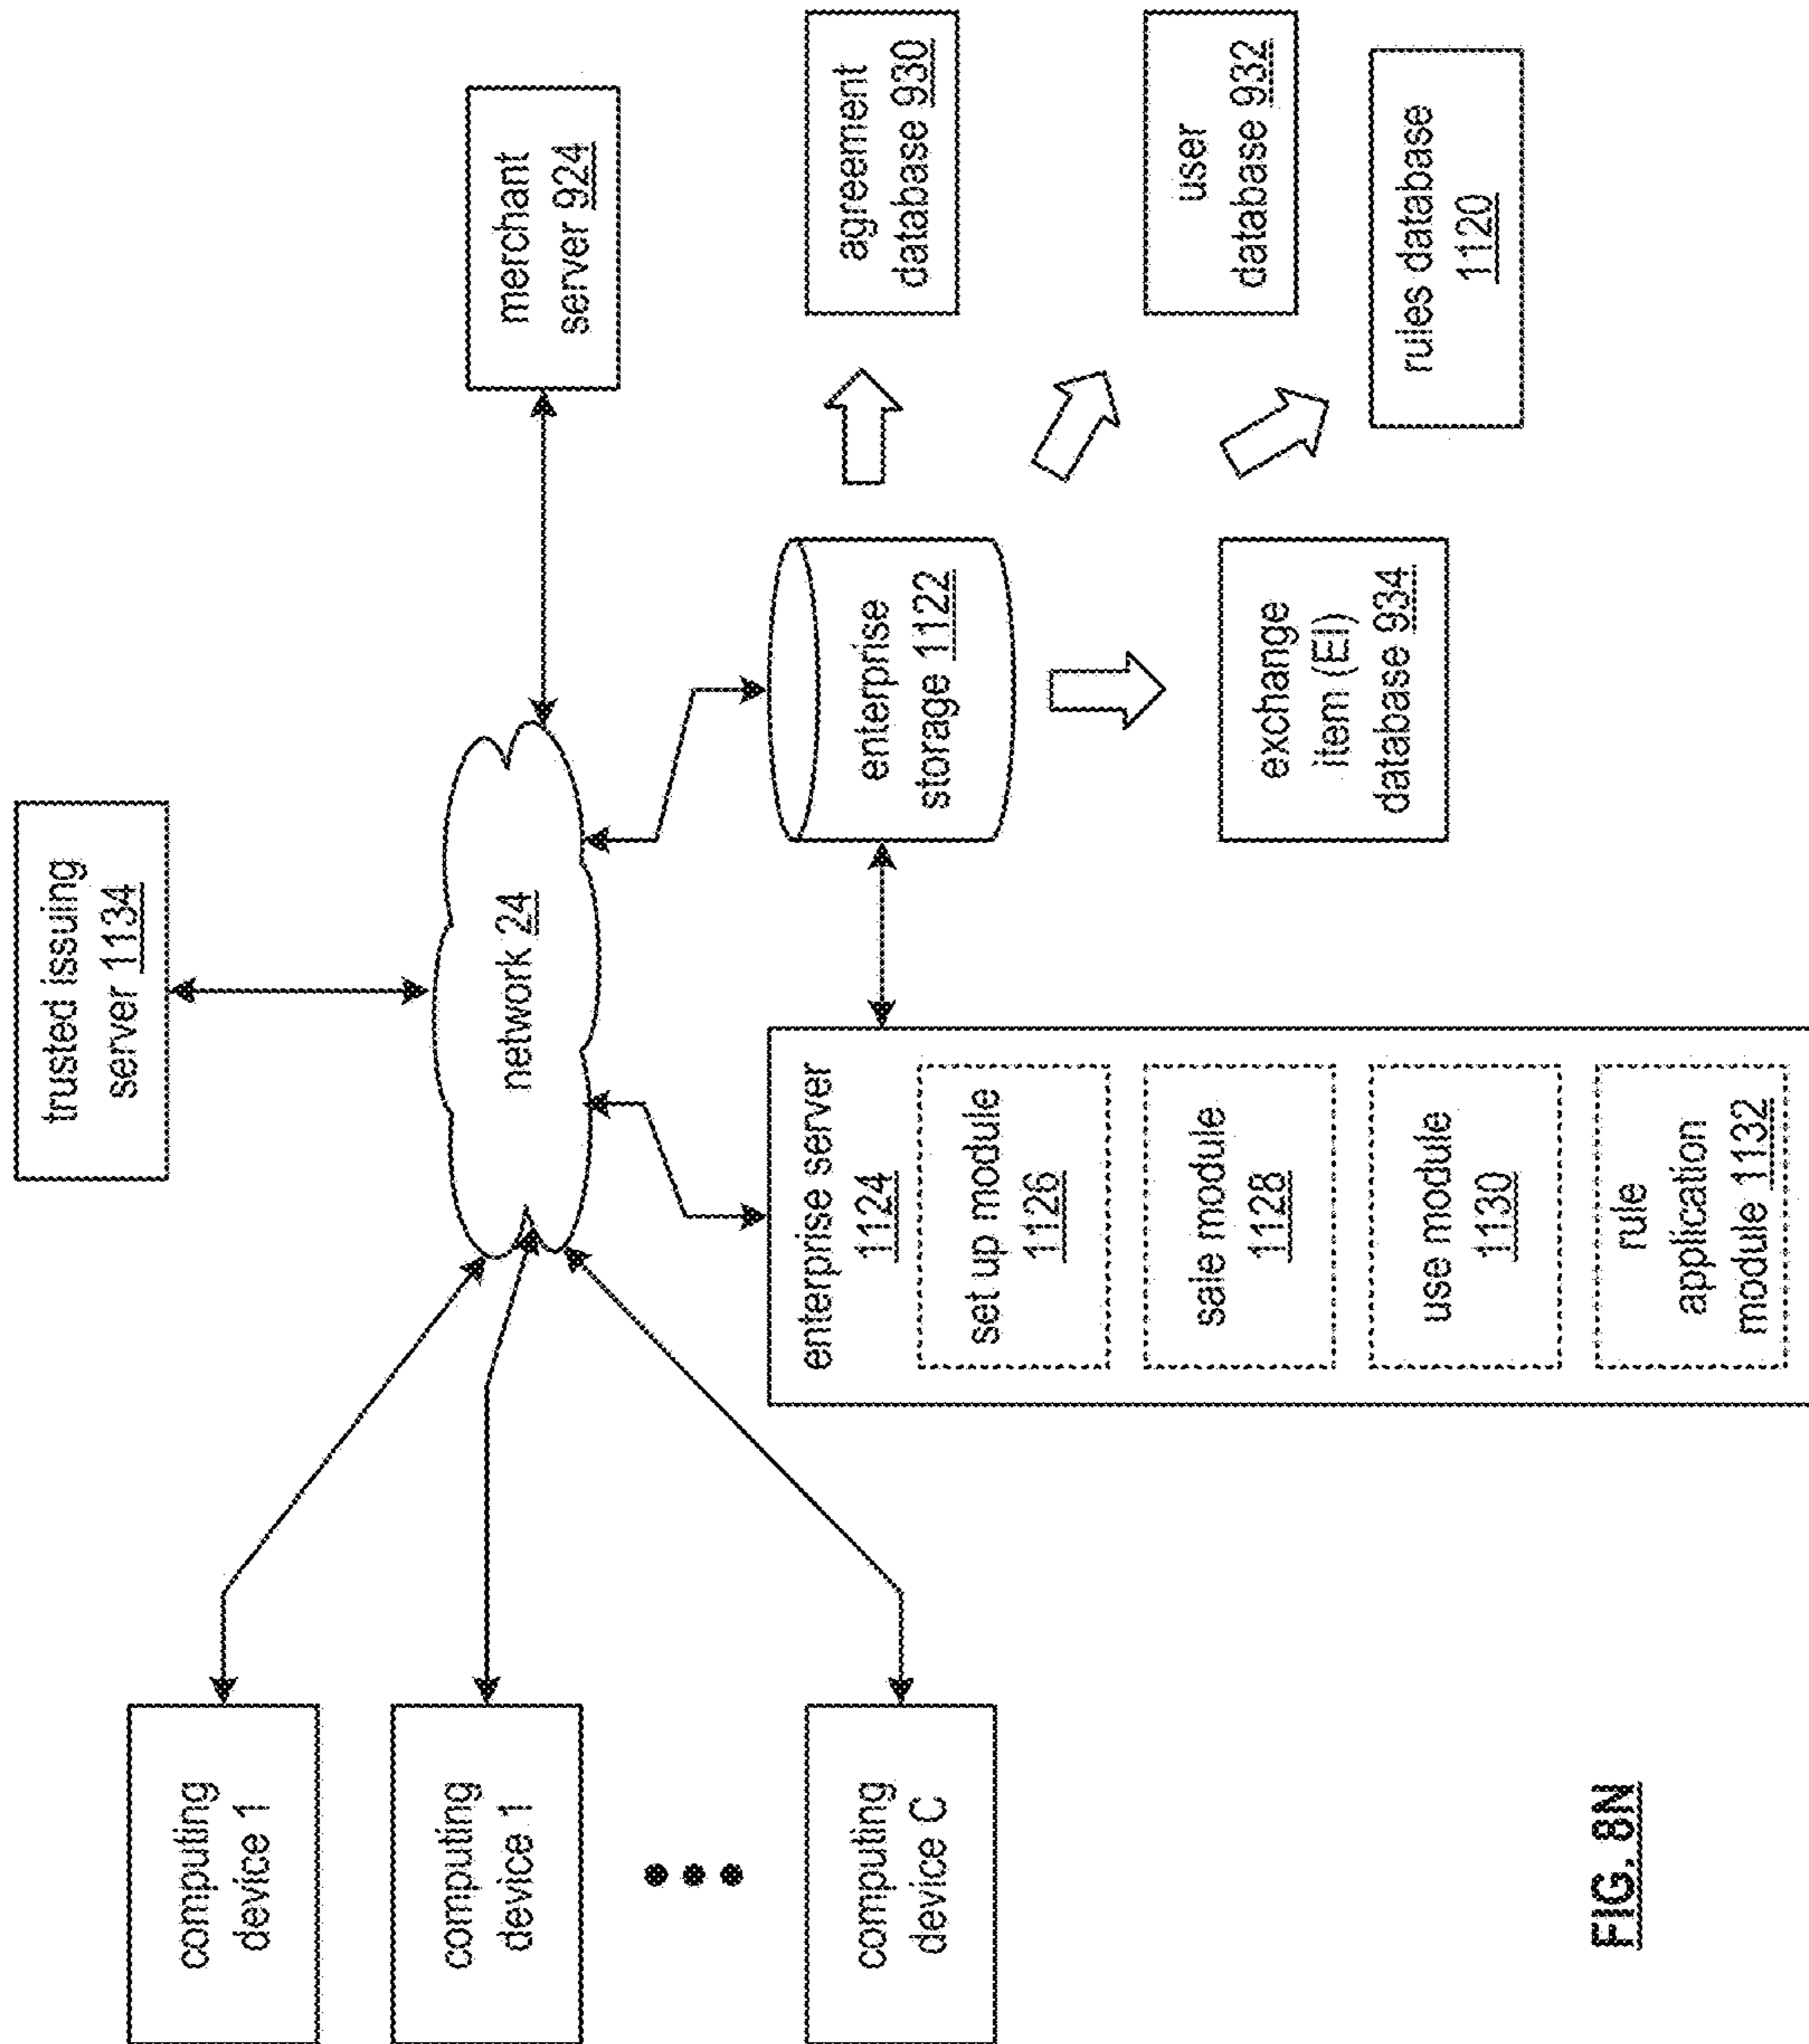 trusted issuing
server 1134
computing
device 1
computing
device 1
computing
device C
network 24
merchant
server 924
enterprise server
1124
set up module
1126
sale module
1128
use module
1130
rule
application
module 1132
enterprise
storage 1122
agreement
database 930
user
database 932
rules database
1120
exchange
item (EI)
database 934
FIG. 8N